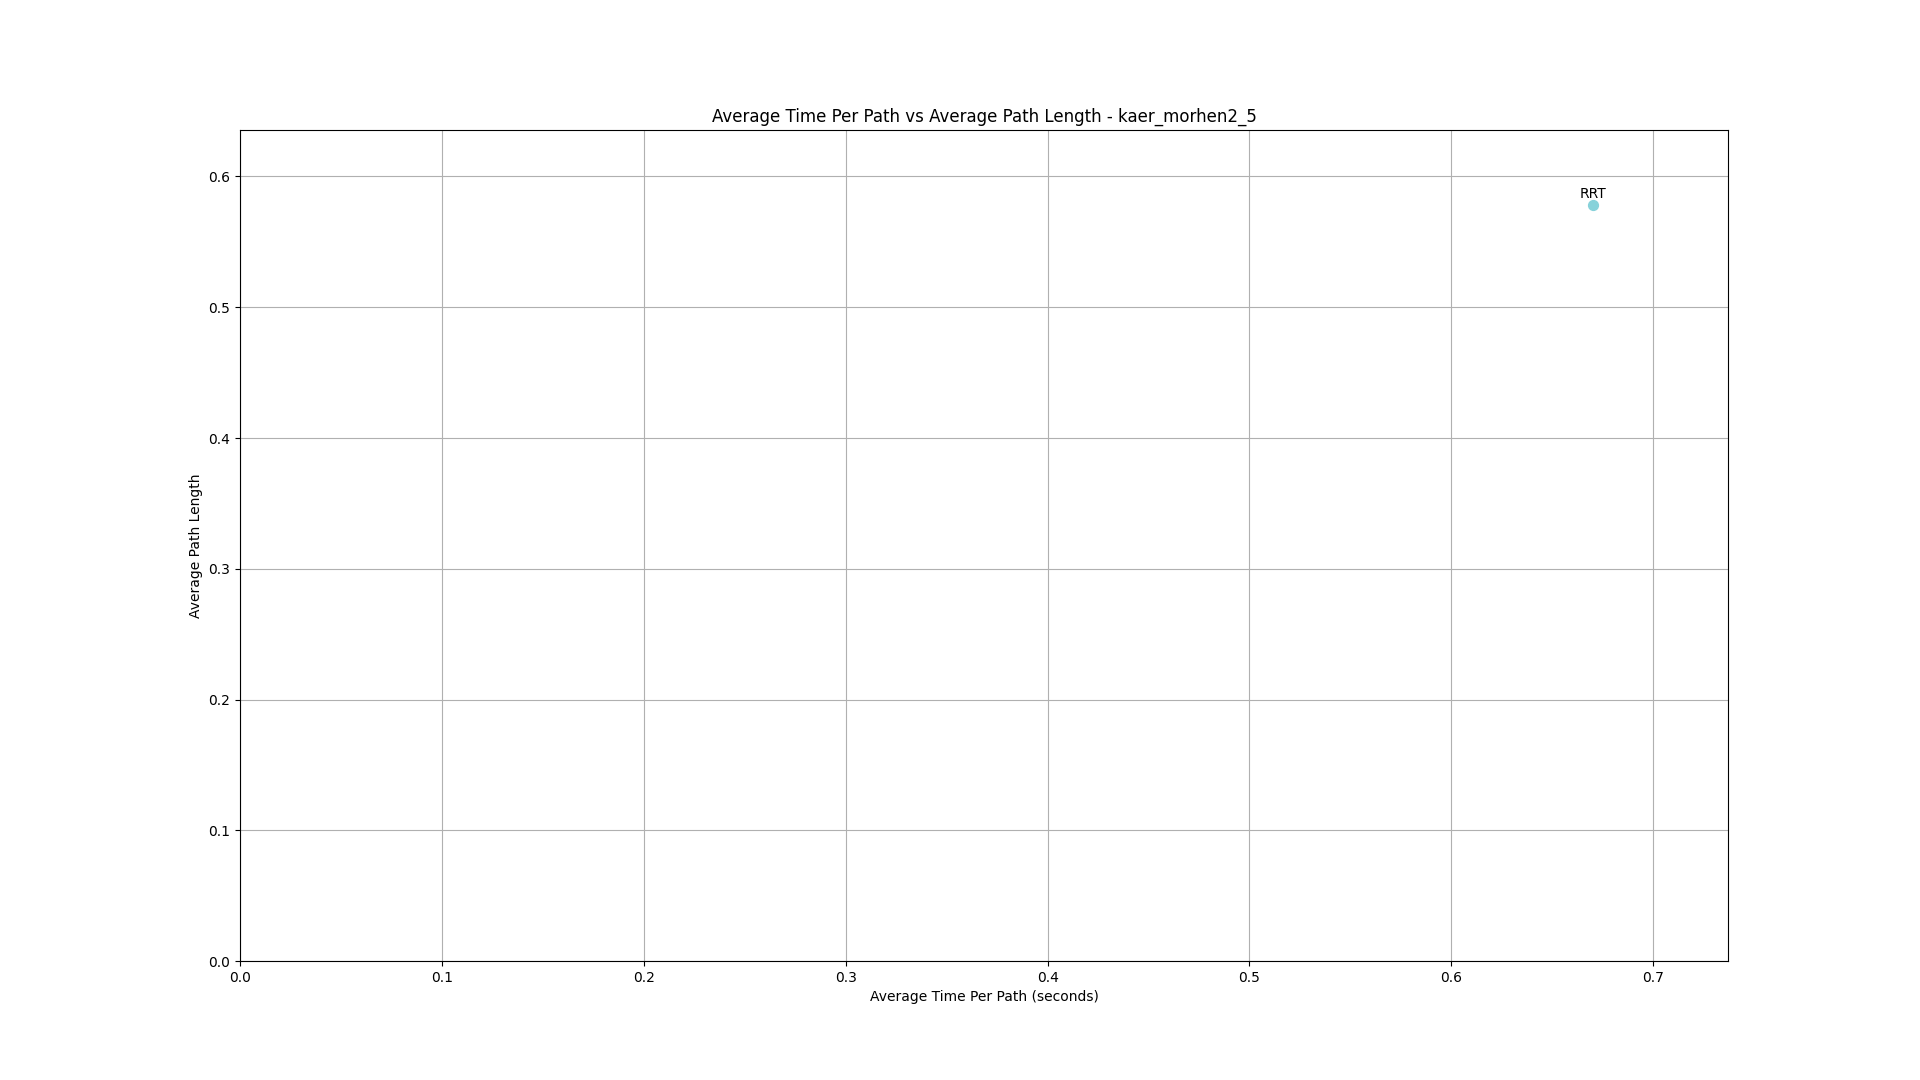 Average Time Per Path vs Average Path Length - kaer_morhen2_5
0.6
RRT
0.5
0.4
Average Path Length
0.3
0.2
0.1
0.0
0.0 0.1 0.2 0.3 0.4 0.5 0.6 0.7
Average Time Per Path (seconds)